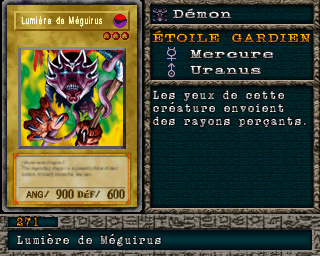 Lumière de Méguirus
ANG/ 900 DéF/ 600
Démon
ÉTOILE GARDIEN
Mercure
Uranus
Les yeux de cette
créature envoient
des rayons perçants.
271
Lumière de Méguirus